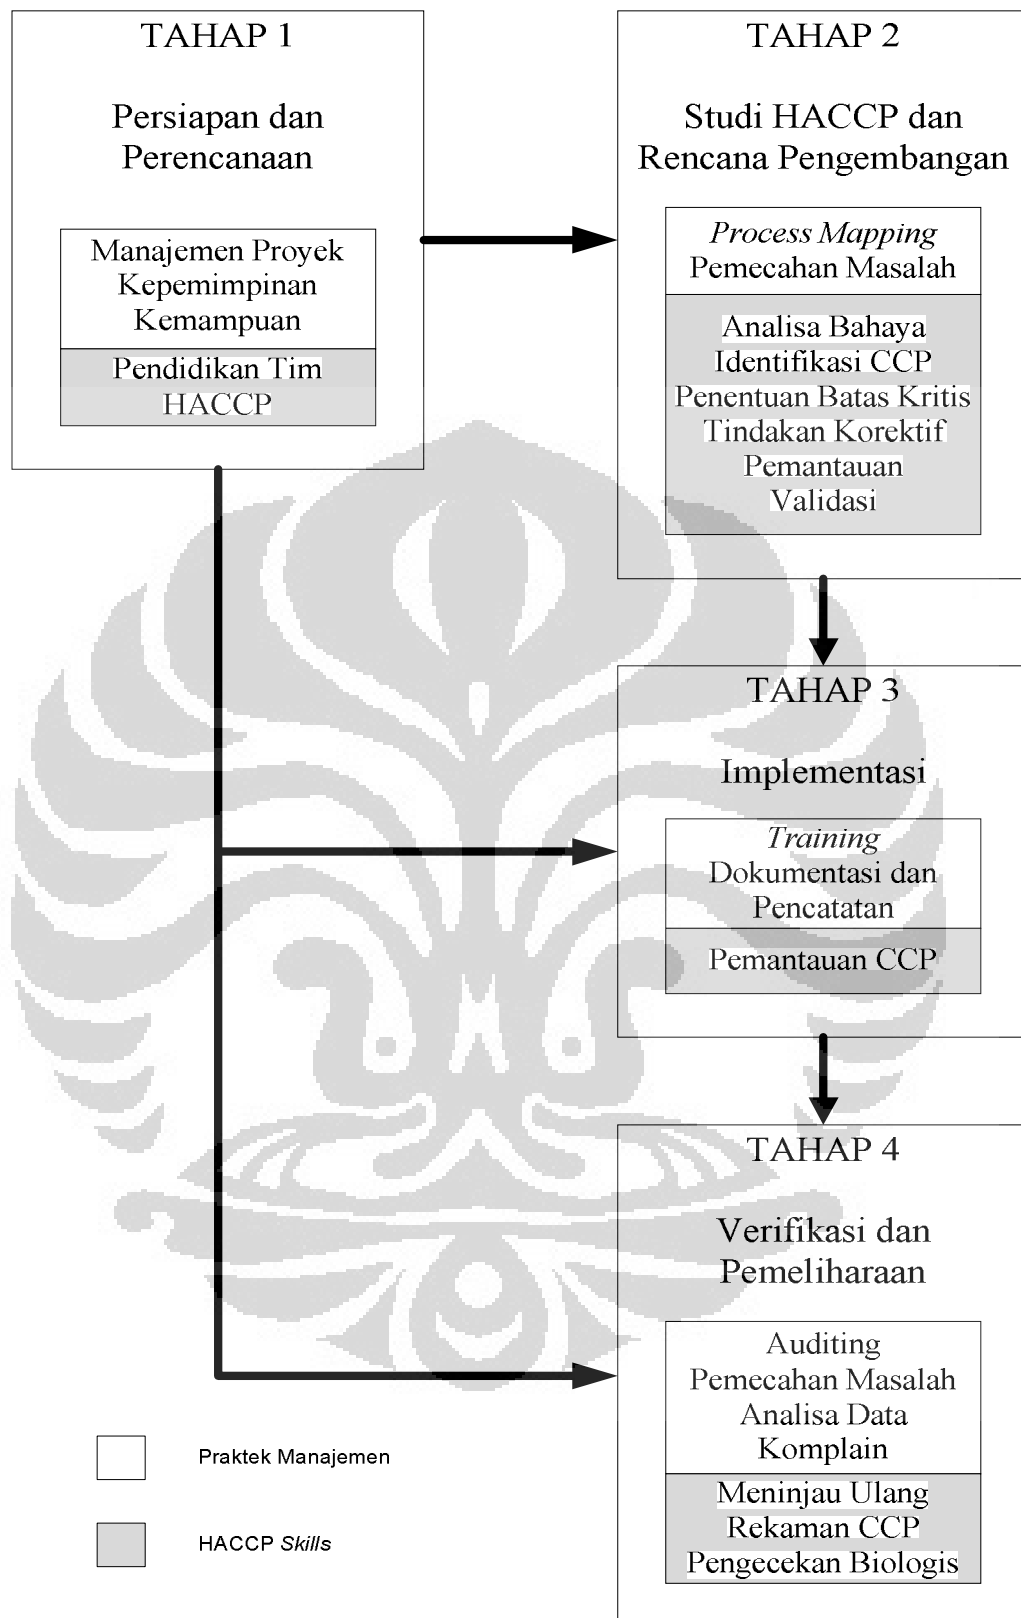 TAHAP 1
Persiapan dan
Perencanaan
Manajemen Proyek
Kepemimpinan
Kemampuan
Pendidikan Tim
HACCP
TAHAP 2
Studi HACCP dan
Rencana Pengembangan
Process Mapping
Pemecahan Masalah
Analisa Bahaya
Identifikasi CCP
Penentuan Batas Kritis
Tindakan Korektif
Pemantauan
Validasi
TAHAP 3
Implementasi
Training
Dokumentasi dan
Pencatatan
Pemantauan CCP
TAHAP 4
Verifikasi dan
Pemeliharaan
Auditing
Pemecahan Masalah
Analisa Data
Komplain
Meninjau Ulang
Rekaman CCP
Pengecekan Biologis
Praktek Manajemen
HACCP Skills